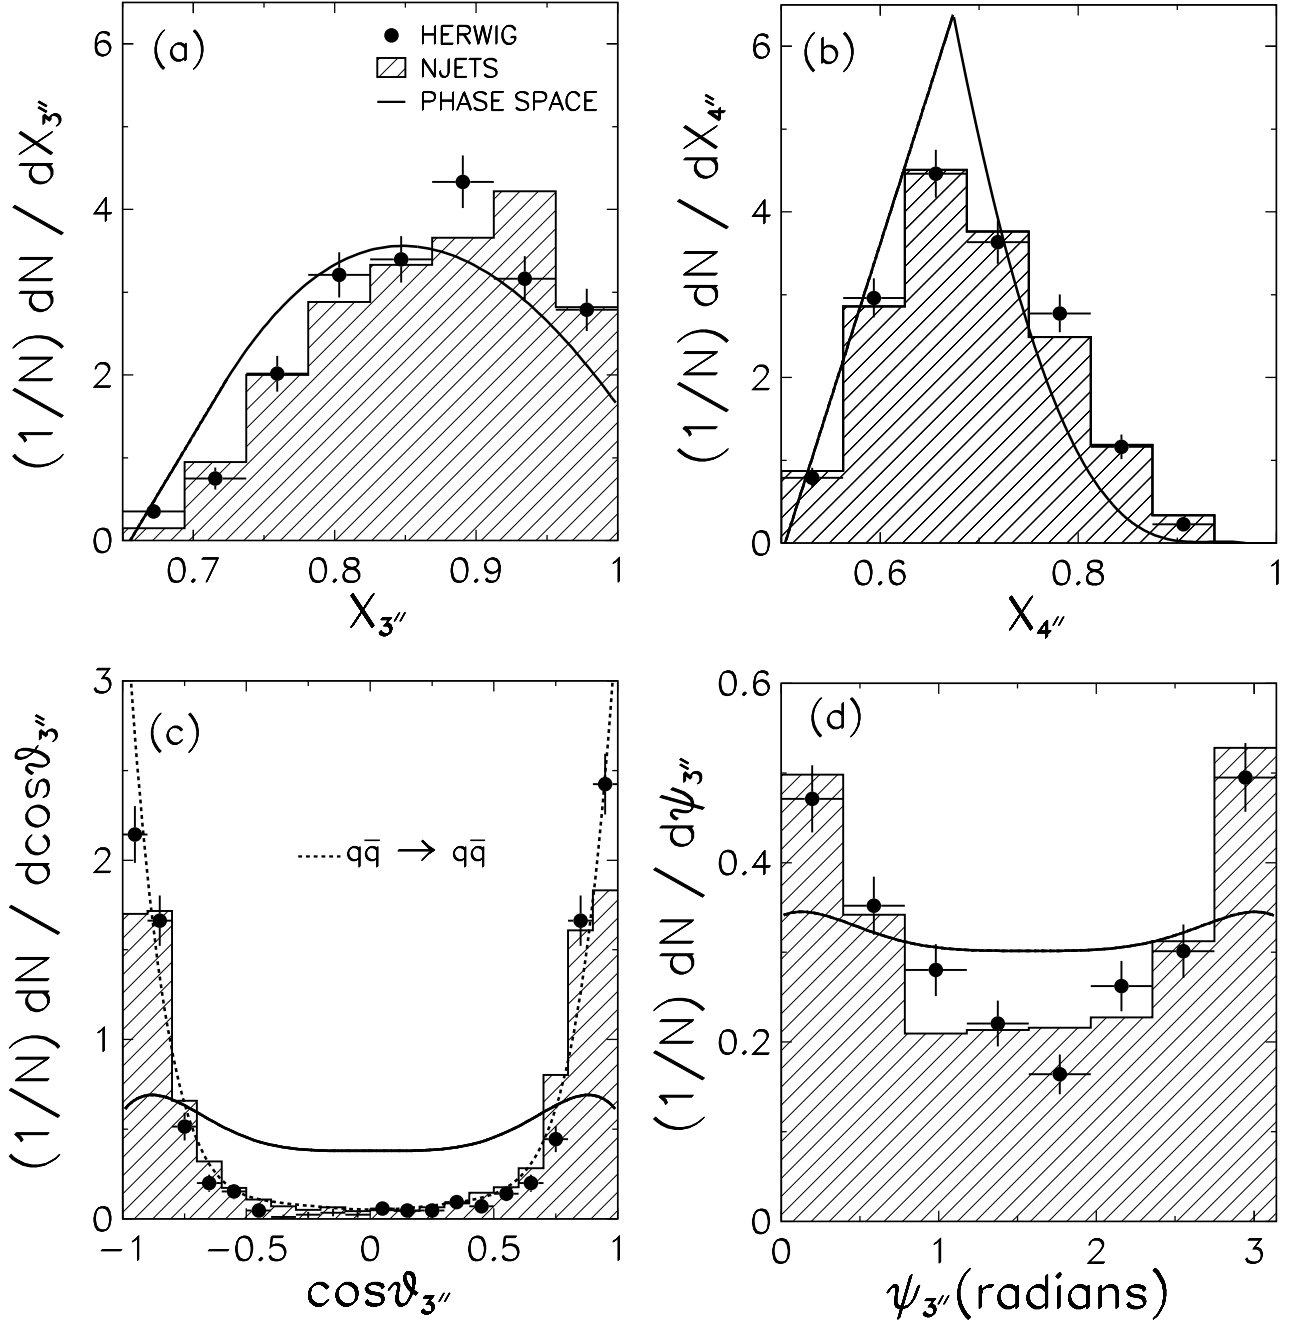 (a)
HERWIG
NJETS
PHASE SPACE
(1/N) dN / dX3″
6
4
2
0
0.7 0.8 0.9 1
X3″
(b)
(1/N) dN / dX4″
6
4
2
0
0.6 0.8 1
X4″
(c)
qq̄ → qq̄
(1/N) dN / dcosϑ3″
3
2
1
0
−1 −0.5 0 0.5 1
cosϑ3″
(d)
(1/N) dN / dψ3″
0.6
0.4
0.2
0
0 1 2 3
ψ3″(radians)